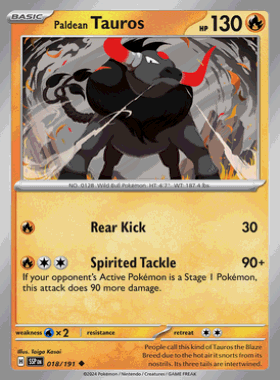 BASIC
Paldean Tauros HP 130
NO. 0128 Wild Bull Pokémon HT: 4'7" WT: 187.4 lbs.
Rear Kick 30
Spirited Tackle 90+
If your opponent's Active Pokémon is a Stage 1 Pokémon,
this attack does 90 more damage.
weakness ×2 resistance retreat
Illus. Taiga Kasai
People call this kind of Tauros the Blaze
Breed due to the hot air it snorts from its
nostrils. Its three tails are intertwined.
H SSP EN 018/191
©2024 Pokémon / Nintendo / Creatures / GAME FREAK